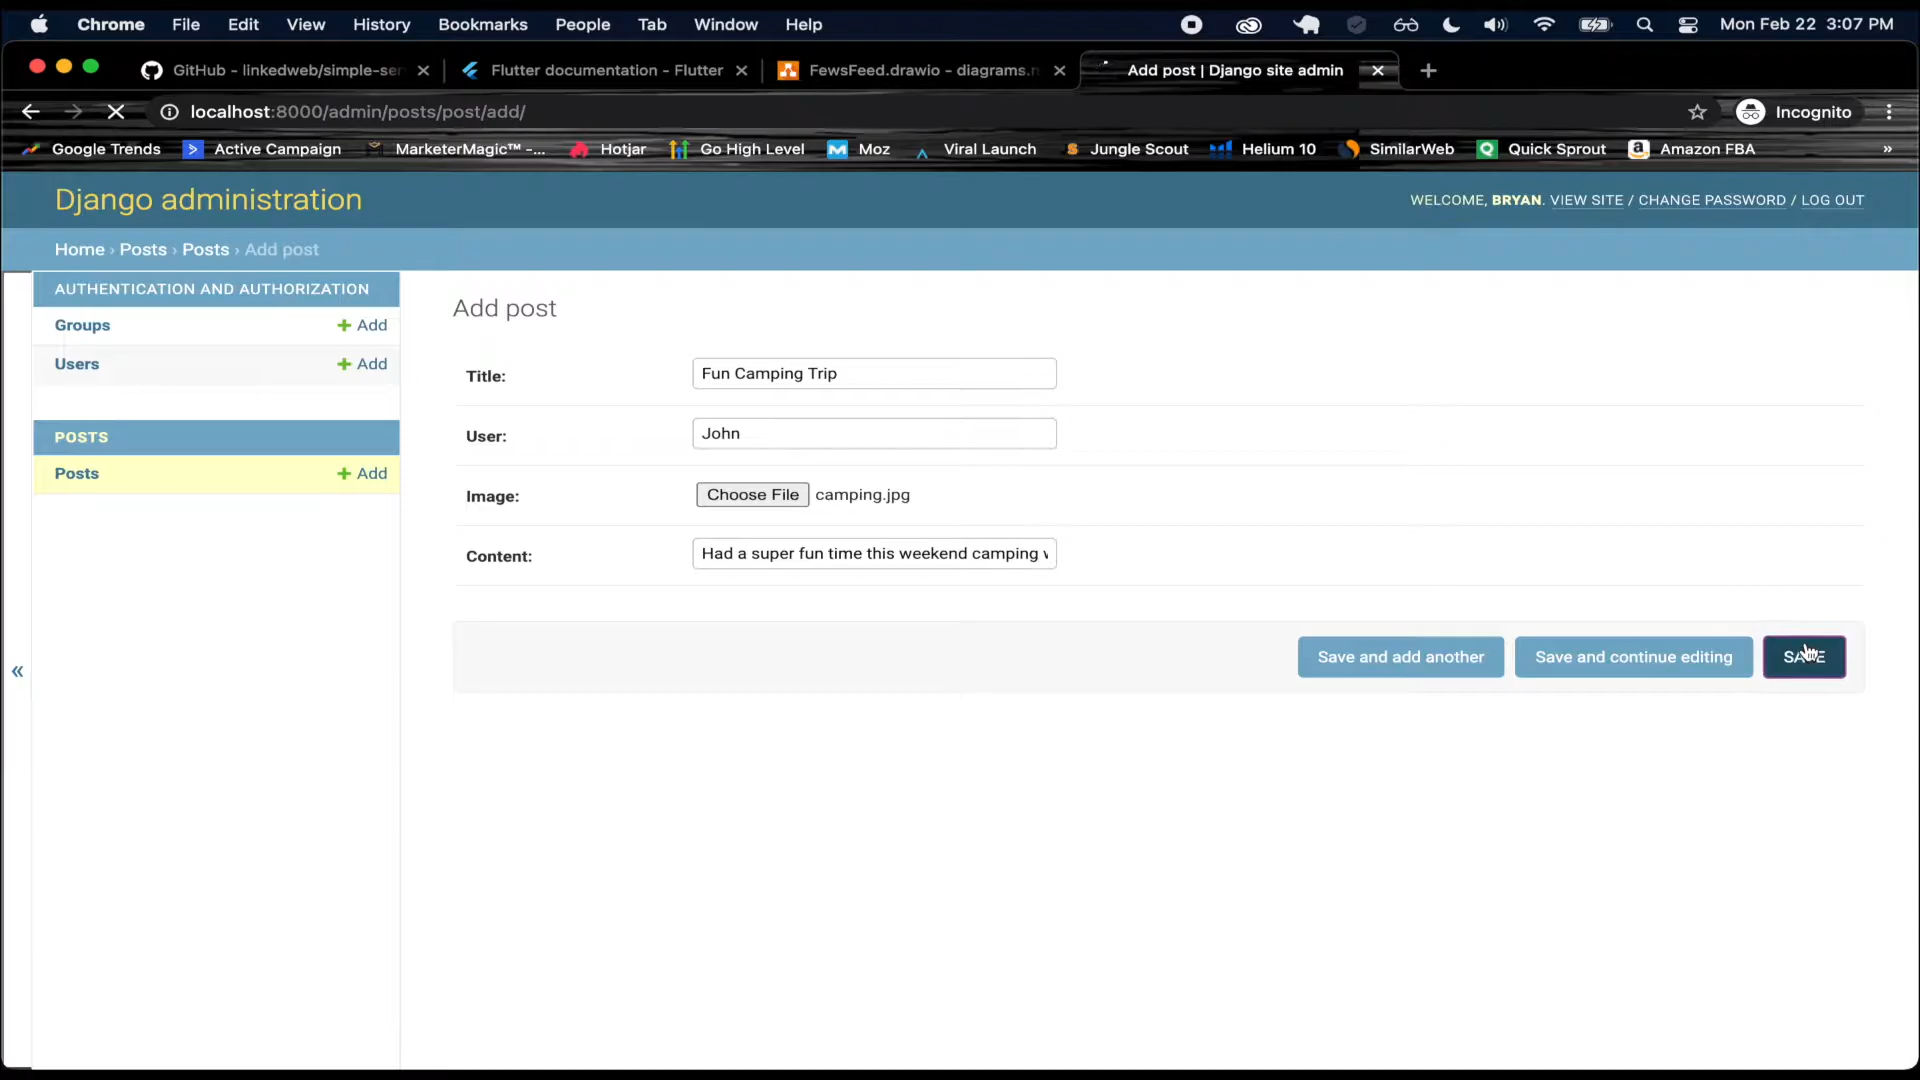 Chrome File Edit View History Bookmarks People Tab Window Help Mon Feb 22 3:07 PM
GitHub - linkedweb/simple-ser Flutter documentation - Flutter FewsFeed.drawio - diagrams.n Add post | Django site admin
localhost:8000/admin/posts/post/add/ Incognito
Google Trends Active Campaign MarketerMagic™ -... Hotjar Go High Level Moz Viral Launch Jungle Scout Helium 10 SimilarWeb Quick Sprout Amazon FBA »
Django administration WELCOME, BRYAN. VIEW SITE / CHANGE PASSWORD / LOG OUT
Home › Posts › Posts › Add post
AUTHENTICATION AND AUTHORIZATION
Groups + Add
Users + Add
POSTS
Posts + Add
«
Add post
Title: Fun Camping Trip
User: John
Image: Choose File camping.jpg
Content: Had a super fun time this weekend camping
Save and add another Save and continue editing SAVE